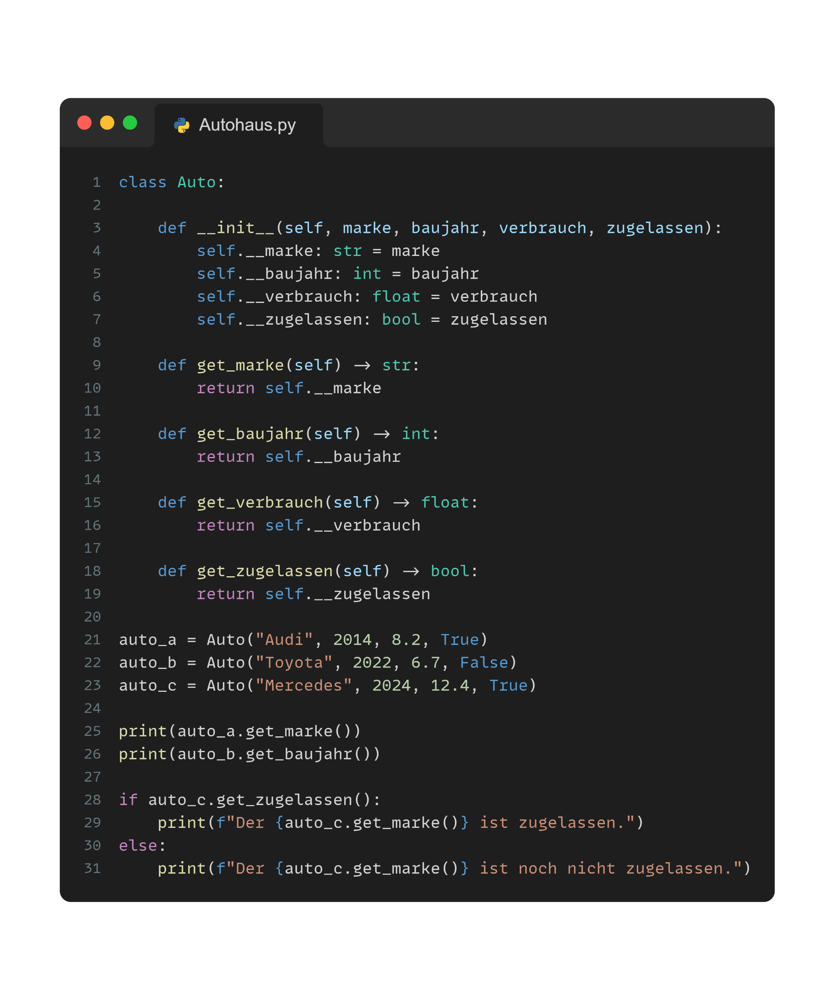 Autohaus.py
1 class Auto:
2
3     def __init__(self, marke, baujahr, verbrauch, zugelassen):
4         self.__marke: str = marke
5         self.__baujahr: int = baujahr
6         self.__verbrauch: float = verbrauch
7         self.__zugelassen: bool = zugelassen
8
9     def get_marke(self) -> str:
10         return self.__marke
11
12     def get_baujahr(self) -> int:
13         return self.__baujahr
14
15     def get_verbrauch(self) -> float:
16         return self.__verbrauch
17
18     def get_zugelassen(self) -> bool:
19         return self.__zugelassen
20
21 auto_a = Auto("Audi", 2014, 8.2, True)
22 auto_b = Auto("Toyota", 2022, 6.7, False)
23 auto_c = Auto("Mercedes", 2024, 12.4, True)
24
25 print(auto_a.get_marke())
26 print(auto_b.get_baujahr())
27
28 if auto_c.get_zugelassen():
29     print(f"Der {auto_c.get_marke()} ist zugelassen.")
30 else:
31     print(f"Der {auto_c.get_marke()} ist noch nicht zugelassen.")